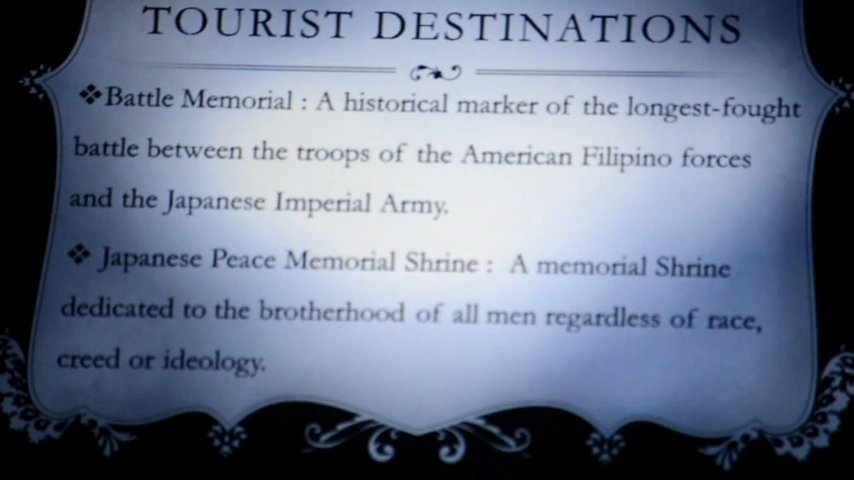 TOURIST DESTINATIONS
❖Battle Memorial : A historical marker of the longest-fought
battle between the troops of the American Filipino forces
and the Japanese Imperial Army.
❖ Japanese Peace Memorial Shrine : A memorial Shrine
dedicated to the brotherhood of all men regardless of race,
creed or ideology.